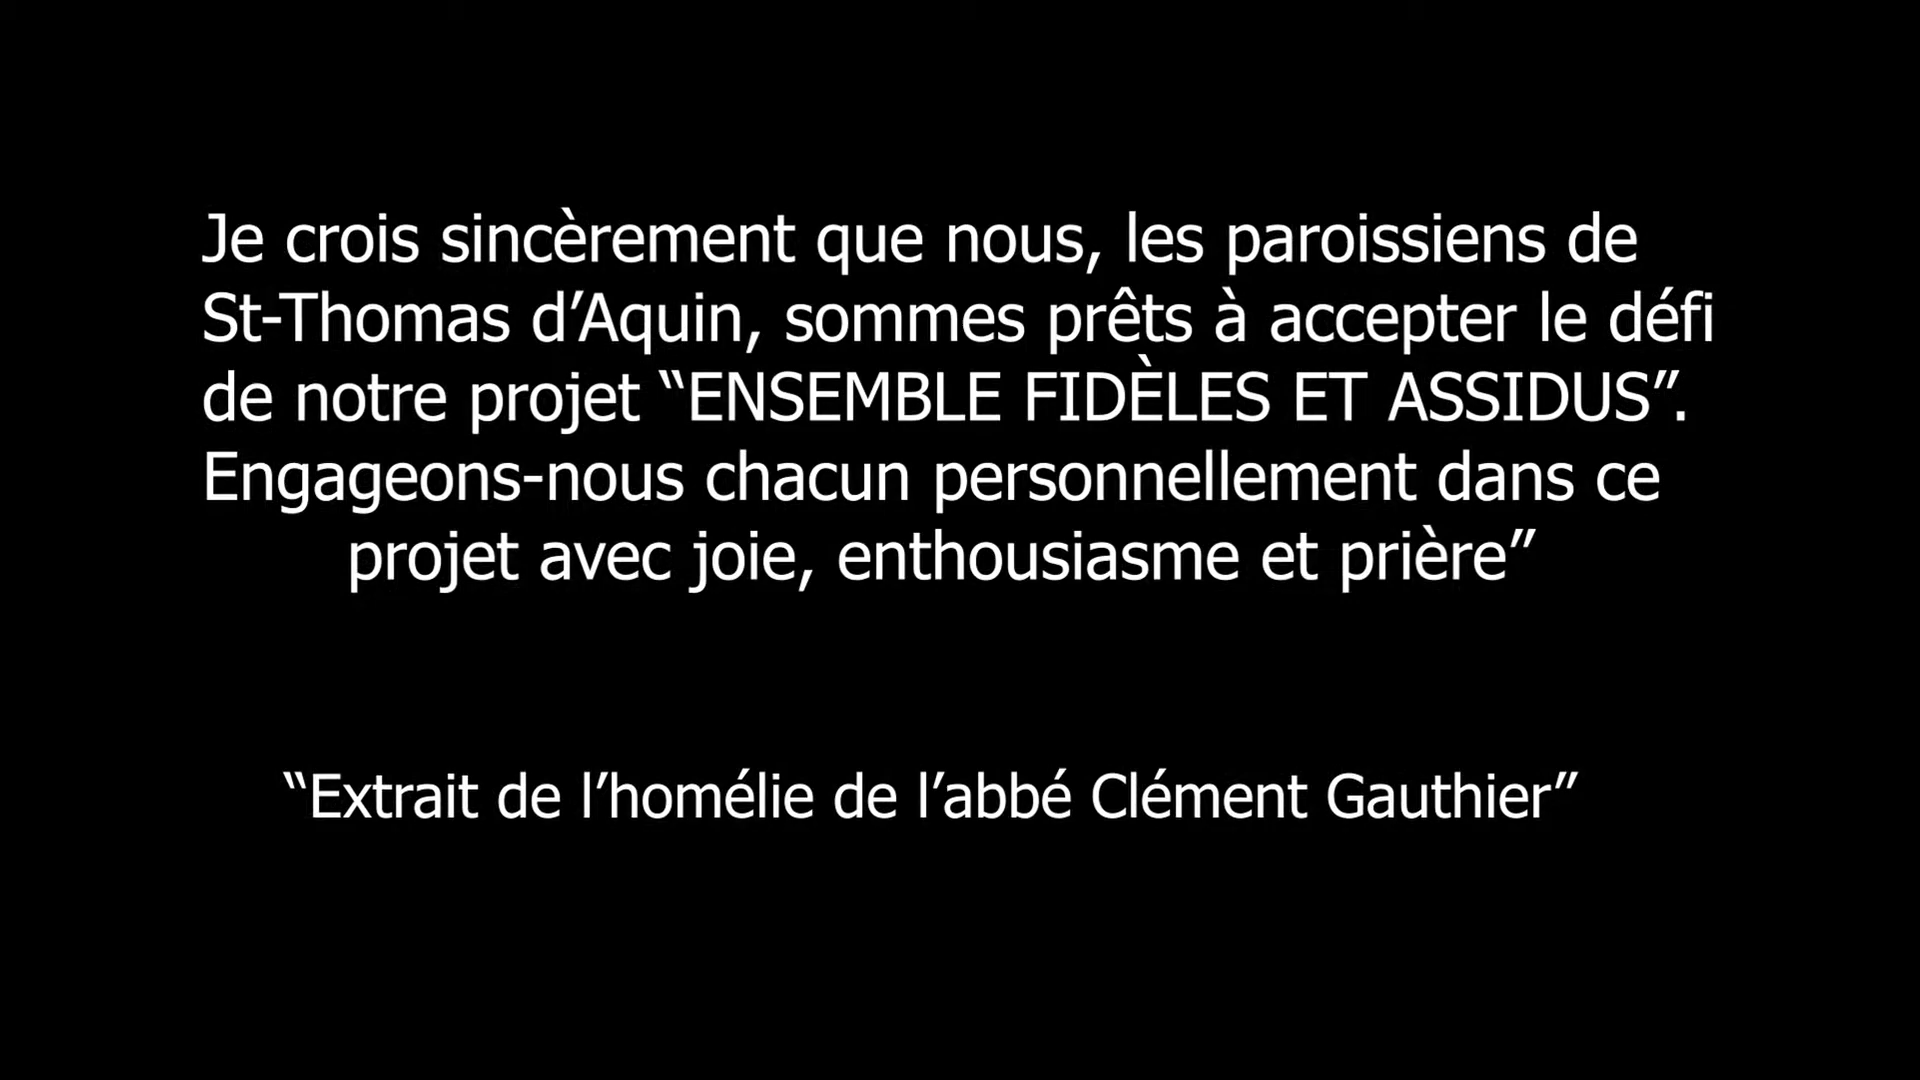 Je crois sincèrement que nous, les paroissiens de
St-Thomas d’Aquin, sommes prêts à accepter le défi
de notre projet “ENSEMBLE FIDÈLES ET ASSIDUS”.
Engageons-nous chacun personnellement dans ce
projet avec joie, enthousiasme et prière”
“Extrait de l’homélie de l’abbé Clément Gauthier”